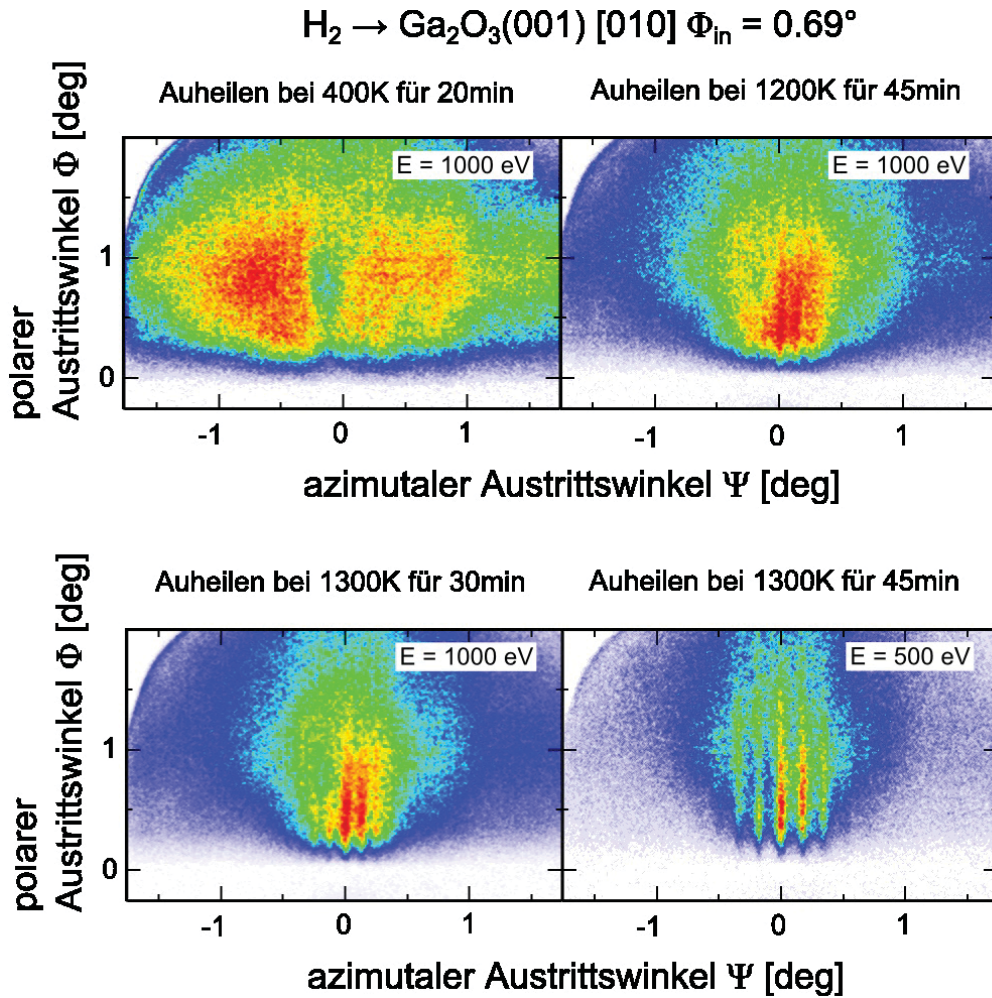 H₂ → Ga₂O₃(001) [010] Φin = 0.69°
Auheilen bei 400K für 20min
Auheilen bei 1200K für 45min
polarer
Austrittswinkel Φ [deg]
E = 1000 eV
E = 1000 eV
1
0
-1
0
1
-1
0
1
azimutaler Austrittswinkel Ψ [deg]
Auheilen bei 1300K für 30min
Auheilen bei 1300K für 45min
polarer
Austrittswinkel Φ [deg]
E = 1000 eV
E = 500 eV
1
0
-1
0
1
-1
0
1
azimutaler Austrittswinkel Ψ [deg]